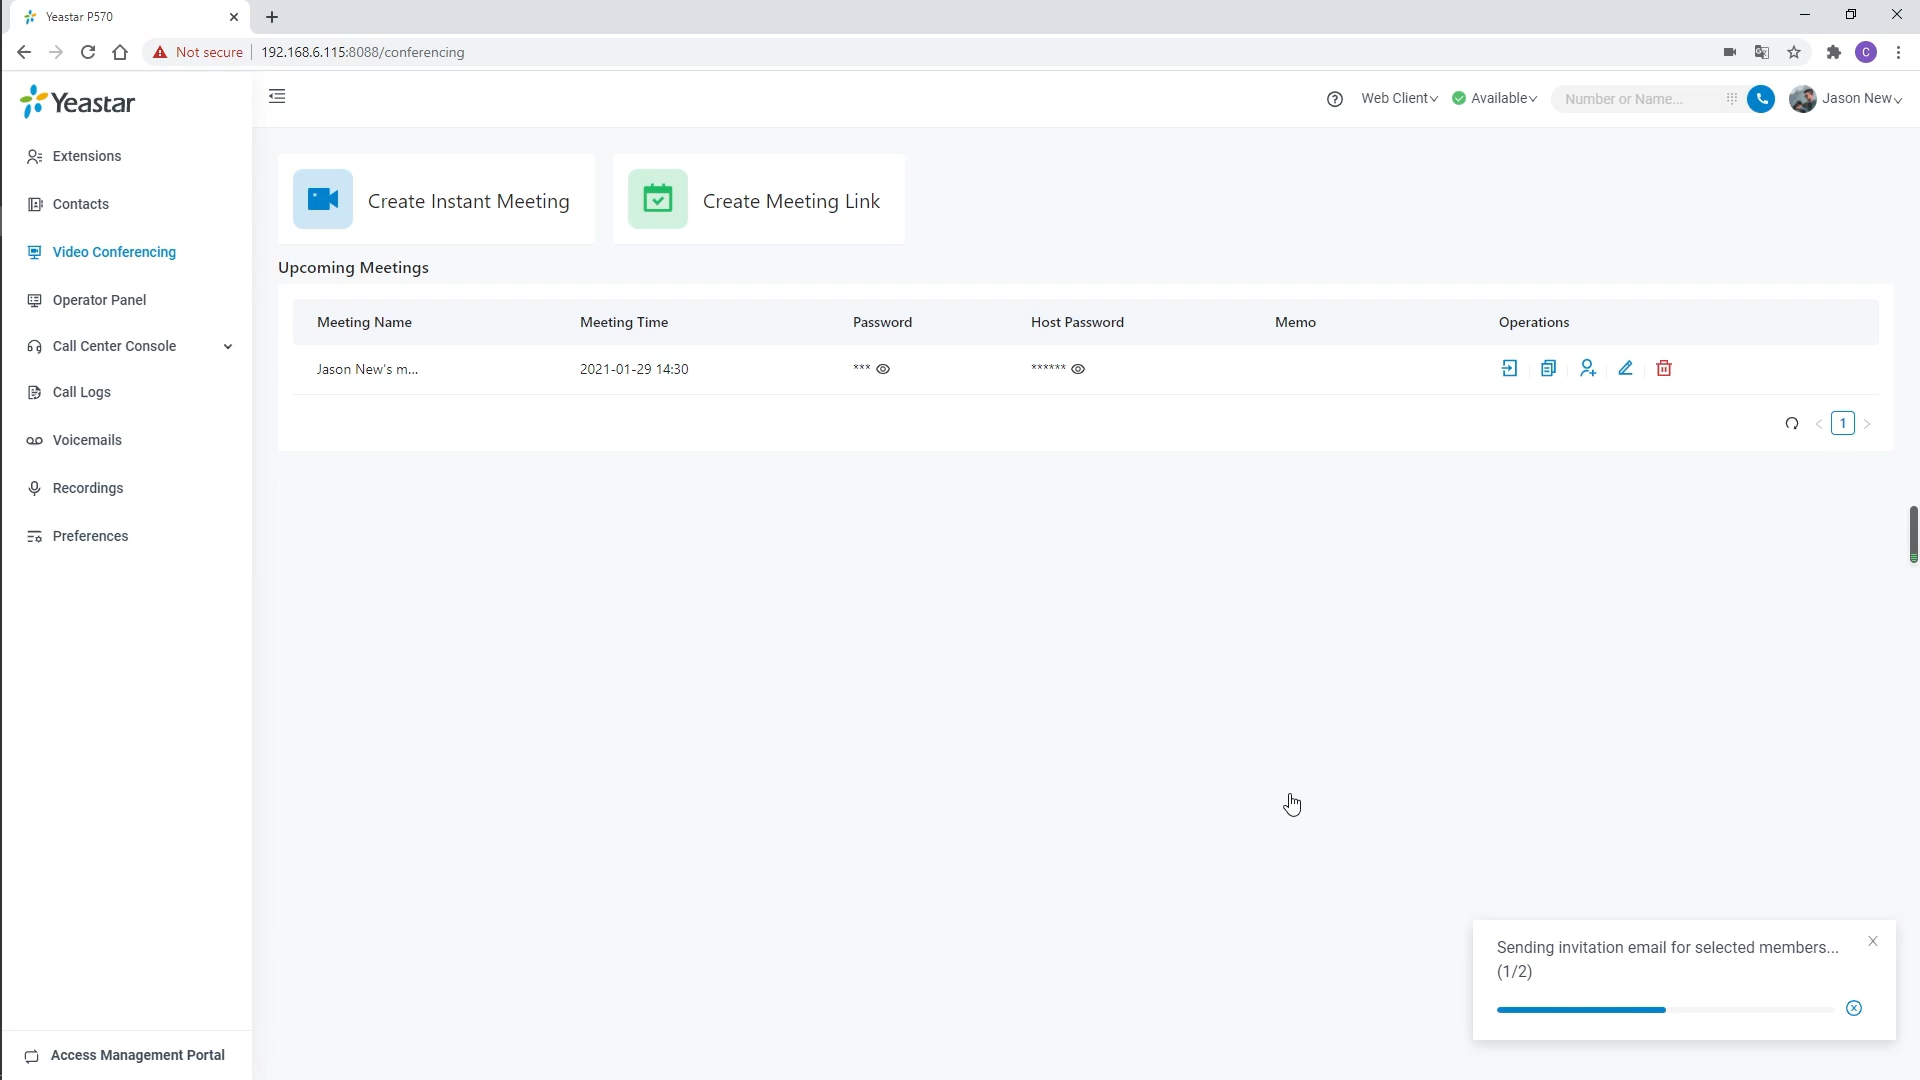 Yeastar P570
Not secure 192.168.6.115:8088/conferencing
C
Yeastar
Web Client Available Number or Name... Jason New
Extensions
Contacts
Video Conferencing
Operator Panel
Call Center Console
Call Logs
Voicemails
Recordings
Preferences
Access Management Portal
Create Instant Meeting Create Meeting Link
Upcoming Meetings
Meeting Name Meeting Time Password Host Password Memo Operations
Jason New's m... 2021-01-29 14:30 *** ******
1
Sending invitation email for selected members...
(1/2)